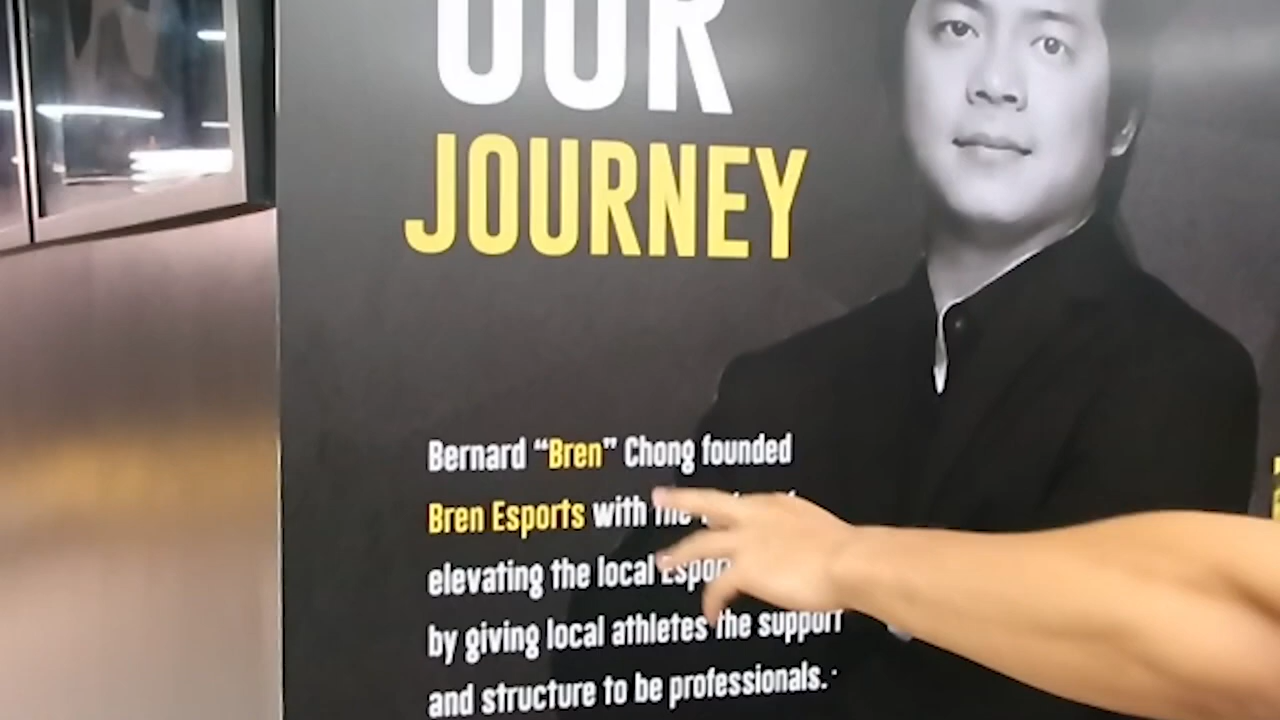 OUR
JOURNEY
Bernard “Bren” Chong founded
Bren Esports with the
elevating the local
by giving local athletes the support
and structure to be professionals.